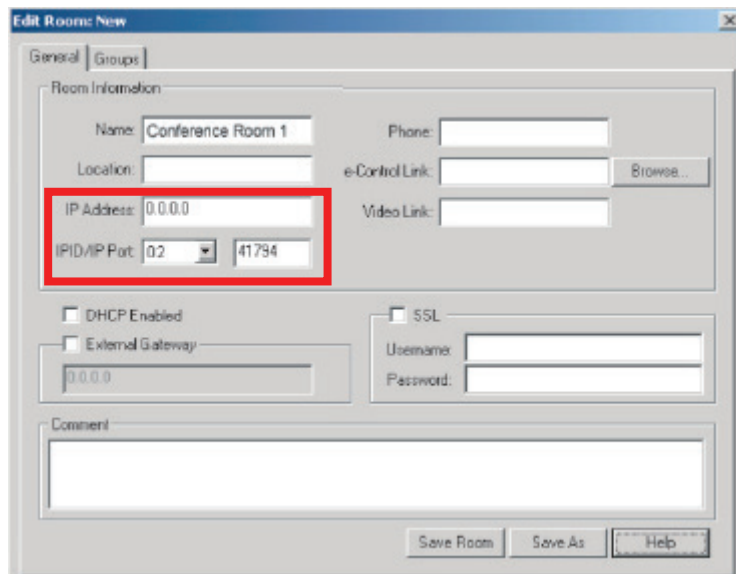 Edit Room: New
General Groups
Room Information
Name: Conference Room 1
Phone:
Location:
e-Control Link:
Browse...
IP Address: 0.0.0.0
Video Link:
IPID/IP Port: 02 41794
DHCP Enabled
SSL
External Gateway
Username:
0.0.0.0
Password:
Comment
Save Room Save As Help